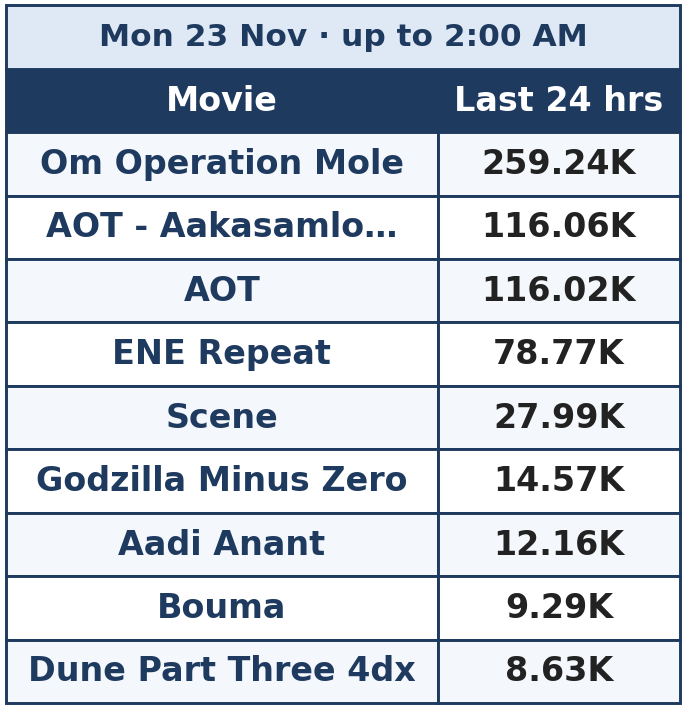 Mon 23 Nov · up to 2:00 AM
Movie Last 24 hrs
Om Operation Mole 259.24K
AOT - Aakasamlo... 116.06K
AOT 116.02K
ENE Repeat 78.77K
Scene 27.99K
Godzilla Minus Zero 14.57K
Aadi Anant 12.16K
Bouma 9.29K
Dune Part Three 4dx 8.63K